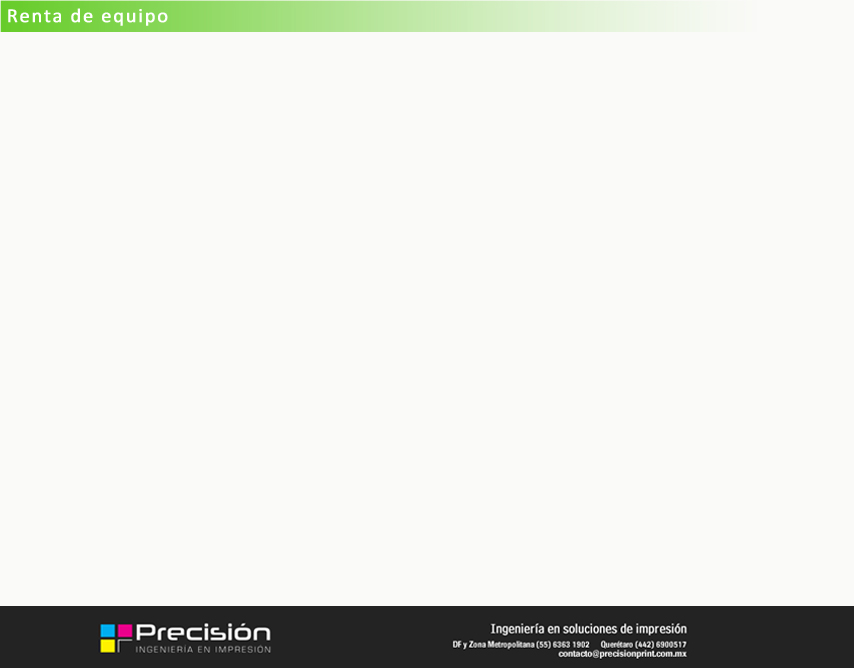 Renta de equipo
Precisión
INGENIERÍA EN IMPRESIÓN
Ingeniería en soluciones de impresión
DF y Zona Metropolitana (55) 6363 1902 Querétaro (442) 6900517
contacto@precisionprint.com.mx